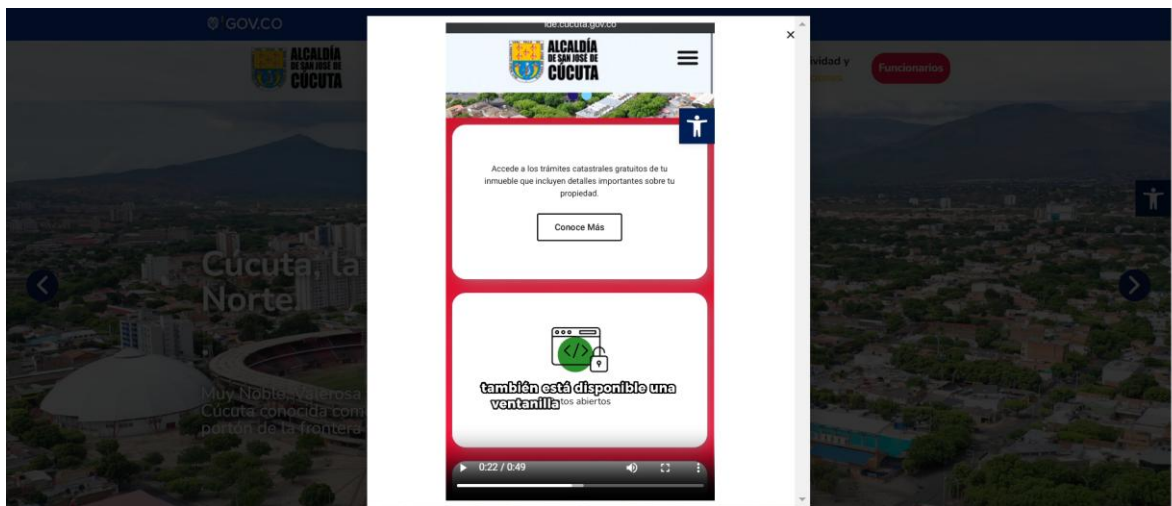 GOV.CO
ALCALDÍA
DE SAN JOSÉ DE
CÚCUTA
Funcionarios
Cúcuta, la
Norte
Muy Noble, Valerosa
Cúcuta conocida com
portón de la frontera
ide.cucuta.gov.co
ALCALDÍA
DE SAN JOSÉ DE
CÚCUTA
Accede a los trámites catastrales gratuitos de tu
inmueble que incluyen detalles importantes sobre tu
propiedad.
Conoce Más
también está disponible una
ventanilla
tos abiertos
0:22 / 0:49
vidad y